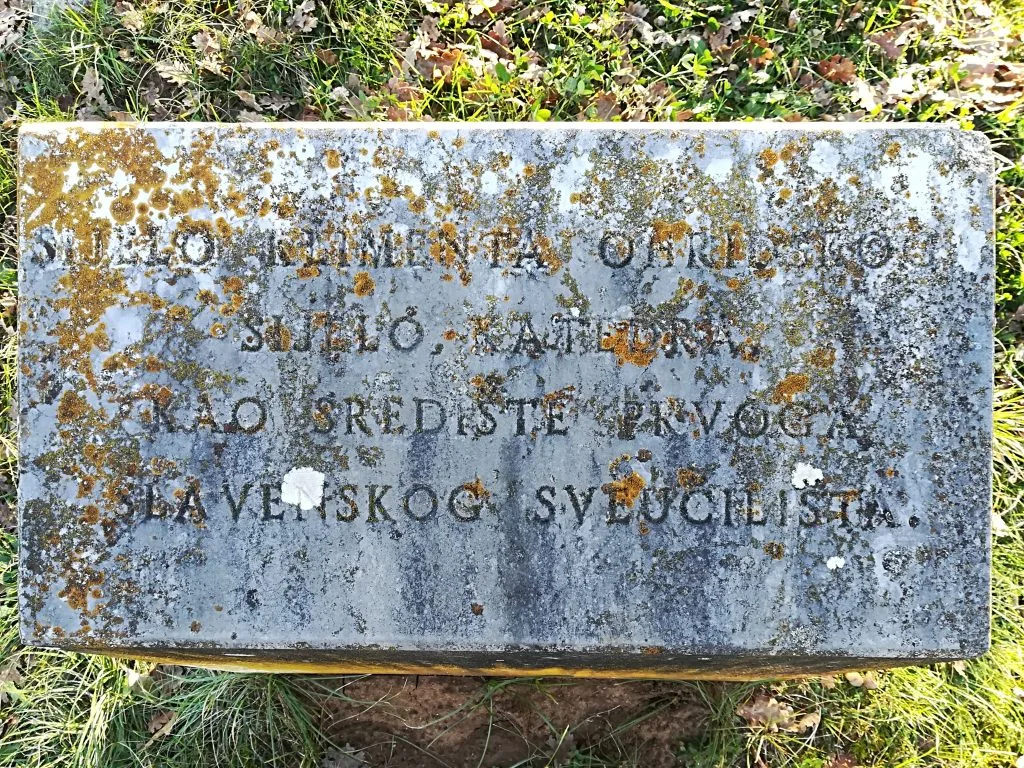 SIJELO KLIMENTA OHRIDSKOG
SIJELO, KATEDRA,
KAO SREDIŠTE PRVOGA
SLAVENSKOG SVEUČILIŠTA.